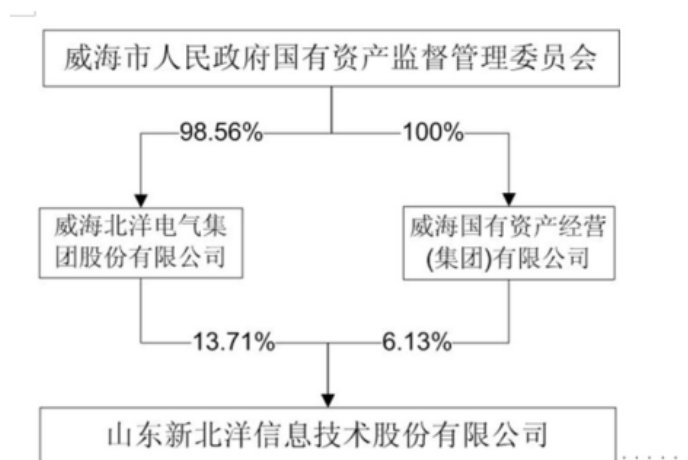 威海市人民政府国有资产监督管理委员会
98.56%
100%
威海北洋电气集
团股份有限公司
威海国有资产经营
(集团)有限公司
13.71%
6.13%
山东新北洋信息技术股份有限公司